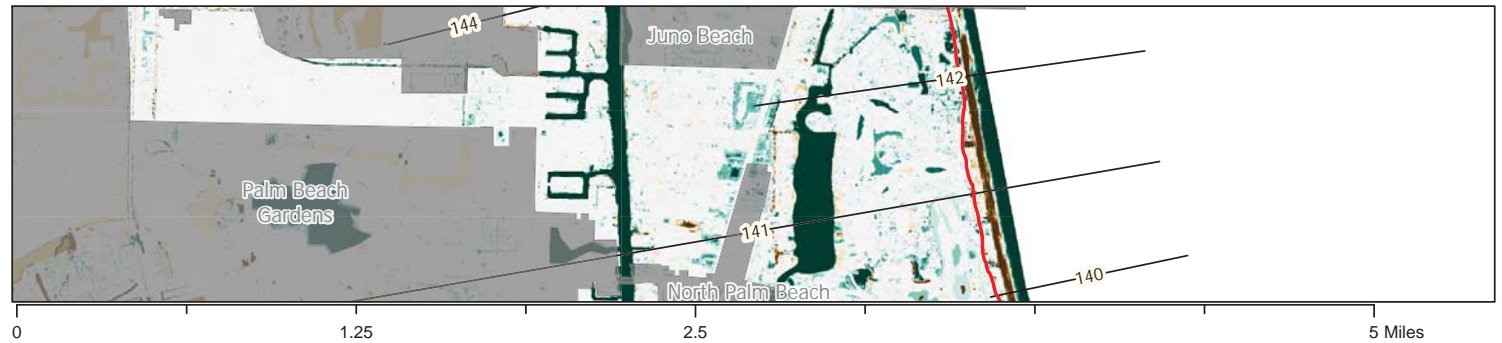 144
Juno Beach
142
Palm Beach
Gardens
141
140
North Palm Beach
0
1.25
2.5
5 Miles